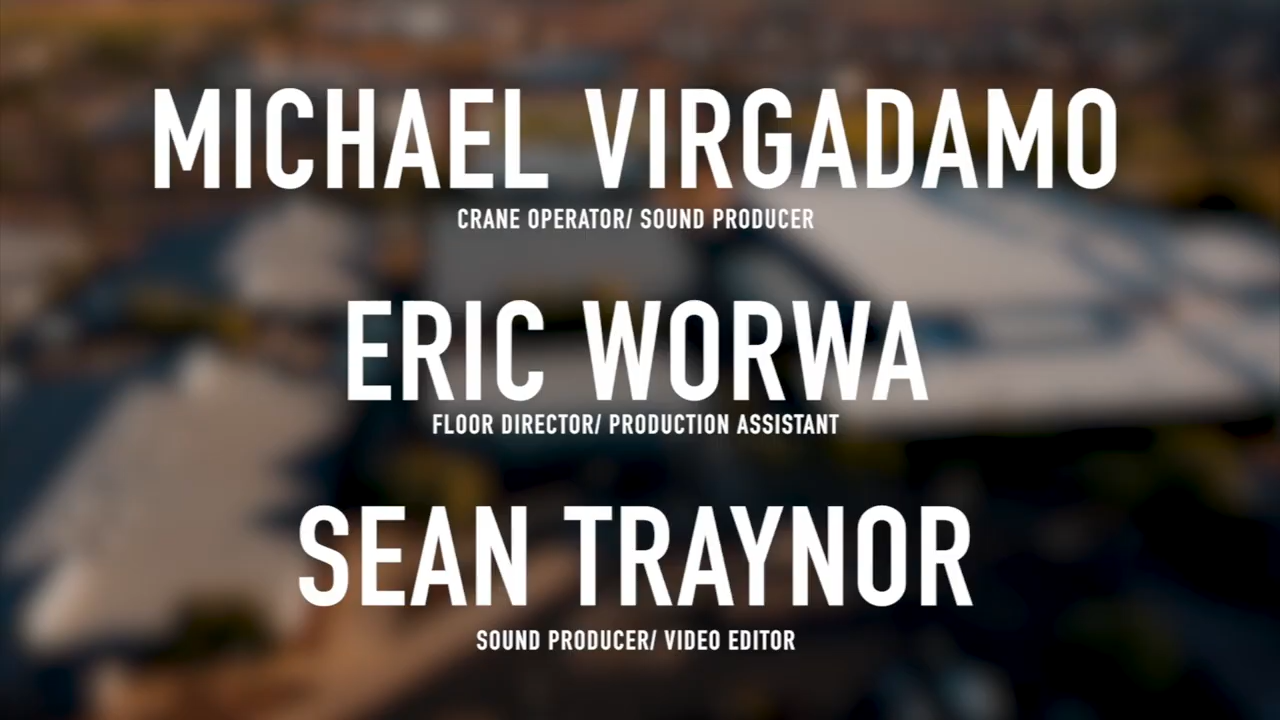 MICHAEL VIRGADAMO
CRANE OPERATOR/ SOUND PRODUCER
ERIC WORWA
FLOOR DIRECTOR/ PRODUCTION ASSISTANT
SEAN TRAYNOR
SOUND PRODUCER/ VIDEO EDITOR